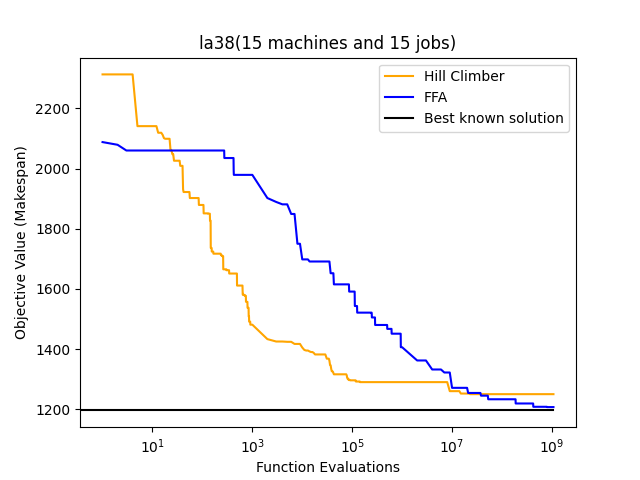 la38(15 machines and 15 jobs)
Hill Climber
FFA
Best known solution
Objective Value (Makespan)
2200
2000
1800
1600
1400
1200
10^1 10^3 10^5 10^7 10^9
Function Evaluations